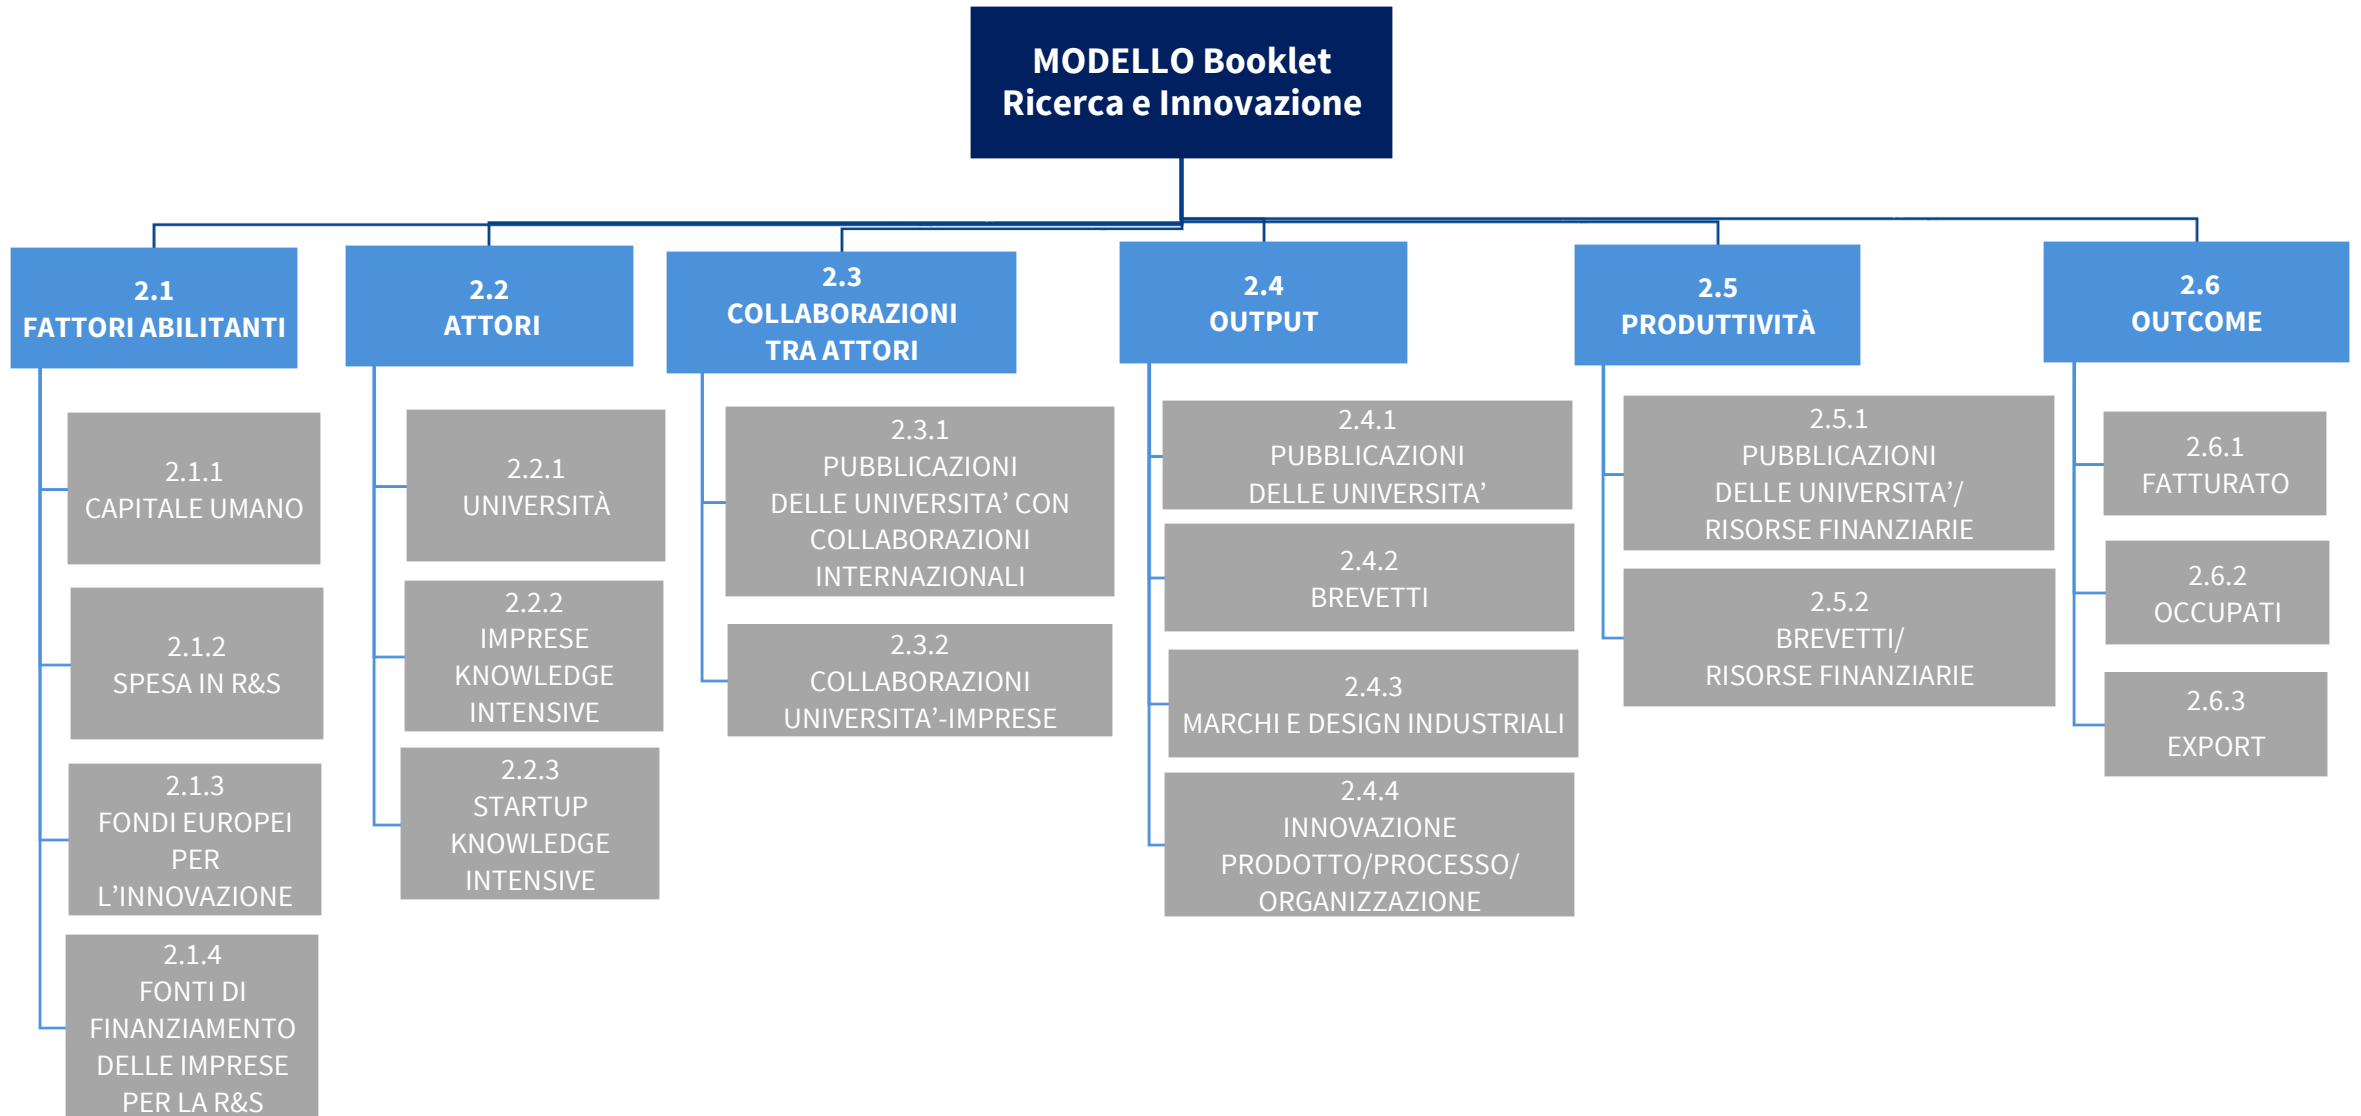 MODELLO Booklet
Ricerca e Innovazione
2.1
FATTORI ABILITANTI
2.1.1
CAPITALE UMANO
2.1.2
SPESA IN R&S
2.1.3
FONDI EUROPEI
PER
L’INNOVAZIONE
2.1.4
FONTI DI
FINANZIAMENTO
DELLE IMPRESE
PER LA R&S
2.2
ATTORI
2.2.1
UNIVERSITÀ
2.2.2
IMPRESE
KNOWLEDGE
INTENSIVE
2.2.3
STARTUP
KNOWLEDGE
INTENSIVE
2.3
COLLABORAZIONI
TRA ATTORI
2.3.1
PUBBLICAZIONI
DELLE UNIVERSITA’ CON
COLLABORAZIONI
INTERNAZIONALI
2.3.2
COLLABORAZIONI
UNIVERSITA’-IMPRESE
2.4
OUTPUT
2.4.1
PUBBLICAZIONI
DELLE UNIVERSITA’
2.4.2
BREVETTI
2.4.3
MARCHI E DESIGN INDUSTRIALI
2.4.4
INNOVAZIONE
PRODOTTO/PROCESSO/
ORGANIZZAZIONE
2.5
PRODUTTIVITÀ
2.5.1
PUBBLICAZIONI
DELLE UNIVERSITA’/
RISORSE FINANZIARIE
2.5.2
BREVETTI/
RISORSE FINANZIARIE
2.6
OUTCOME
2.6.1
FATTURATO
2.6.2
OCCUPATI
2.6.3
EXPORT